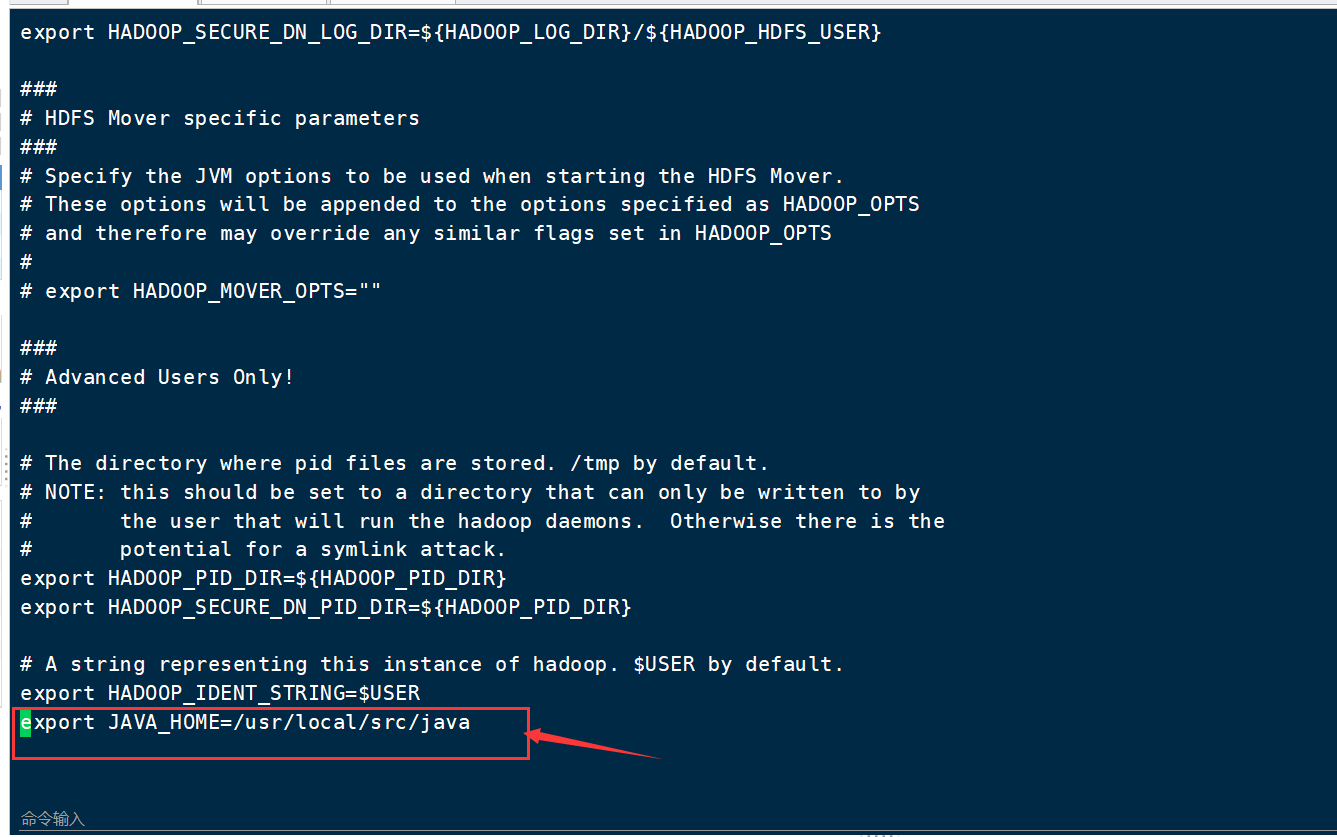 export HADOOP_SECURE_DN_LOG_DIR=${HADOOP_LOG_DIR}/${HADOOP_HDFS_USER}
###
# HDFS Mover specific parameters
###
# Specify the JVM options to be used when starting the HDFS Mover.
# These options will be appended to the options specified as HADOOP_OPTS
# and therefore may override any similar flags set in HADOOP_OPTS
#
# export HADOOP_MOVER_OPTS=""
###
# Advanced Users Only!
###
# The directory where pid files are stored. /tmp by default.
# NOTE: this should be set to a directory that can only be written to by
#       the user that will run the hadoop daemons.  Otherwise there is the
#       potential for a symlink attack.
export HADOOP_PID_DIR=${HADOOP_PID_DIR}
export HADOOP_SECURE_DN_PID_DIR=${HADOOP_PID_DIR}
# A string representing this instance of hadoop. $USER by default.
export HADOOP_IDENT_STRING=$USER
export JAVA_HOME=/usr/local/src/java
命令输入